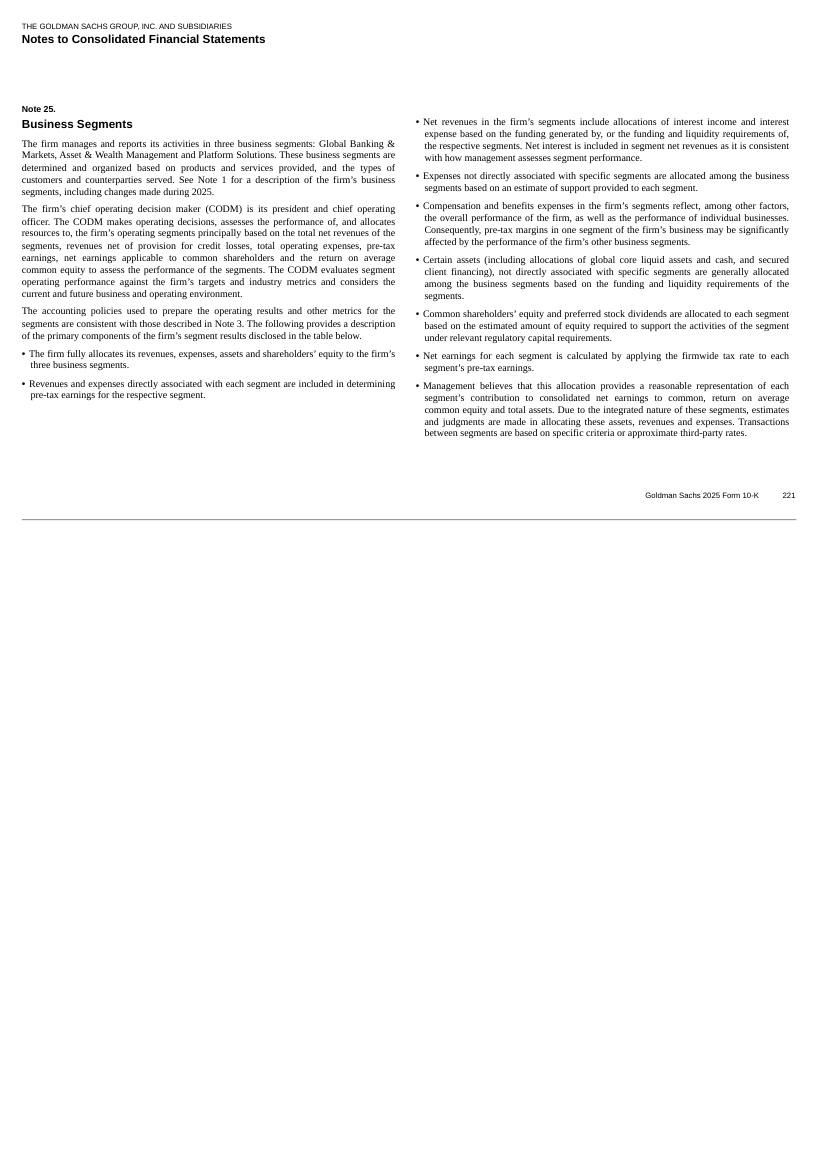 THE GOLDMAN SACHS GROUP, INC. AND SUBSIDIARIES
Notes to Consolidated Financial Statements
Note 25.
Business Segments
The firm’s manages and reports its activities in three business segments: Global Banking &
Markets, Asset & Wealth Management and Platform Solutions. These business segments are
determined and organized based on products and services provided, and the types of
customers and counterparties served. See Note 1 for a description of the firm’s business
segments, including changes made during 2025.
The firm’s chief operating decision maker (CODM) is its president and chief operating
officer. The CODM makes operating decisions, assesses the performance of, and allocates
resources to, the firm’s operating segments principally based on the total net revenues of the
segments, revenues net of provision for credit losses, total operating expenses, pre-tax
earnings, net earnings applicable to common shareholders and the return on average
common equity to assess the performance of the segments. The CODM evaluates segment
operating performance against the firm’s targets and industry metrics and considers the
current and future business and operating environment.
The accounting policies used to prepare the operating results and other metrics for the
segments are consistent with those described in Note 3. The following provides a description
of the primary components of the firm’s segment results disclosed in the table below.
• The firm fully allocates its revenues, expenses, assets and shareholders’ equity to the firm’s
three business segments.
• Revenues and expenses directly associated with each segment are included in determining
pre-tax earnings for the respective segment.
• Net revenues in the firm’s segments include allocations of interest income and interest
expense based on the funding generated by, or the funding and liquidity requirements of,
the respective segments. Net interest is included in segment net revenues as it is consistent
with how management assesses segment performance.
• Expenses not directly associated with specific segments are allocated among the business
segments based on an estimate of support provided to each segment.
• Compensation and benefits expenses in the firm’s segments reflect, among other factors,
the overall performance of the firm, as well as the performance of individual businesses.
Consequently, pre-tax margins in one segment of the firm’s business may be significantly
affected by the performance of the firm’s other business segments.
• Certain assets (including allocations of global core liquid assets and cash, and secured
client financing), not directly associated with specific segments are generally allocated
among the business segments based on the funding and liquidity requirements of the
segments.
• Common shareholders’ equity and preferred stock dividends are allocated to each segment
based on the estimated amount of equity required to support the activities of the segment
under relevant regulatory capital requirements.
• Net earnings for each segment is calculated by applying the firmwide tax rate to each
segment’s pre-tax earnings.
• Management believes that this allocation provides a reasonable representation of each
segment’s contribution to consolidated net earnings to common, return on average
common equity and total assets. Due to the integrated nature of these segments, estimates
and judgments are made in allocating these assets, revenues and expenses. Transactions
between segments are based on specific criteria or approximate third-party rates.
Goldman Sachs 2025 Form 10-K 221